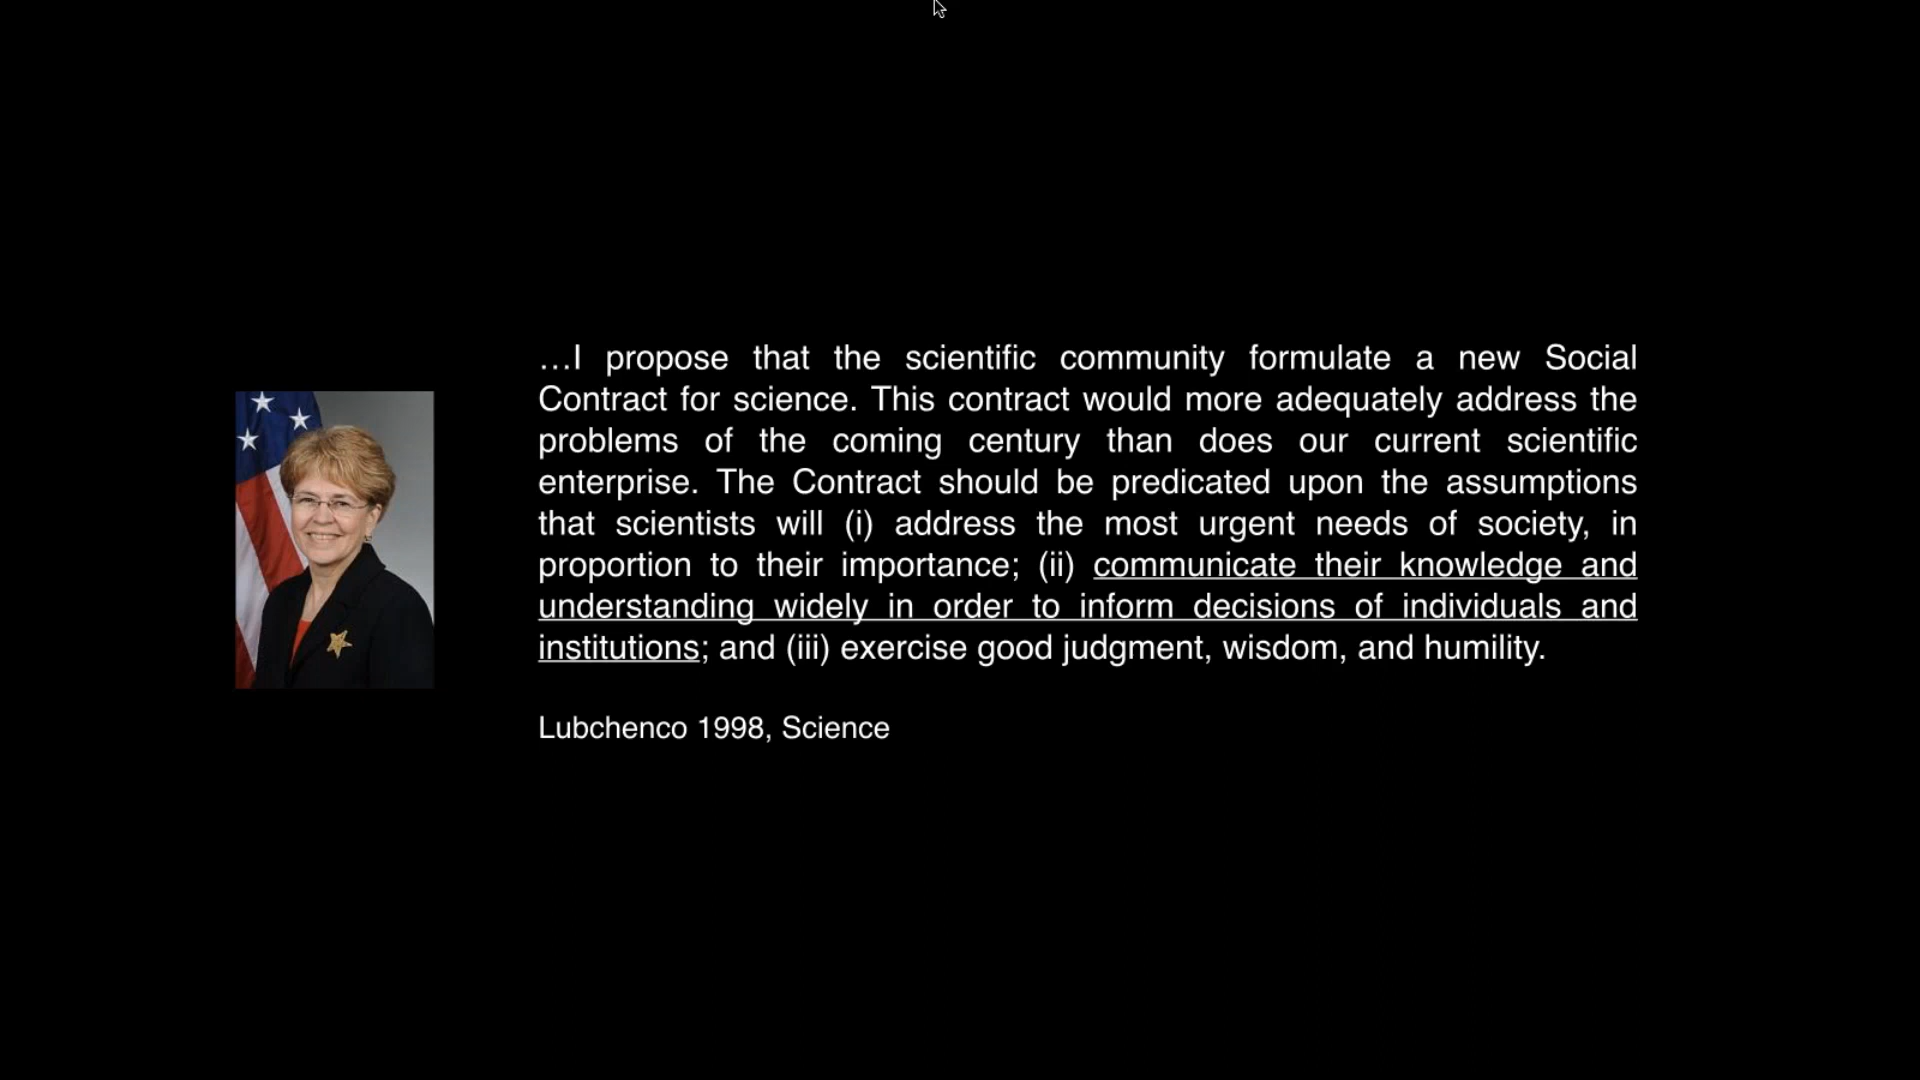 …I propose that the scientific community formulate a new Social
Contract for science. This contract would more adequately address the
problems of the coming century than does our current scientific
enterprise. The Contract should be predicated upon the assumptions
that scientists will (i) address the most urgent needs of society, in
proportion to their importance; (ii) communicate their knowledge and
understanding widely in order to inform decisions of individuals and
institutions; and (iii) exercise good judgment, wisdom, and humility.
Lubchenco 1998, Science